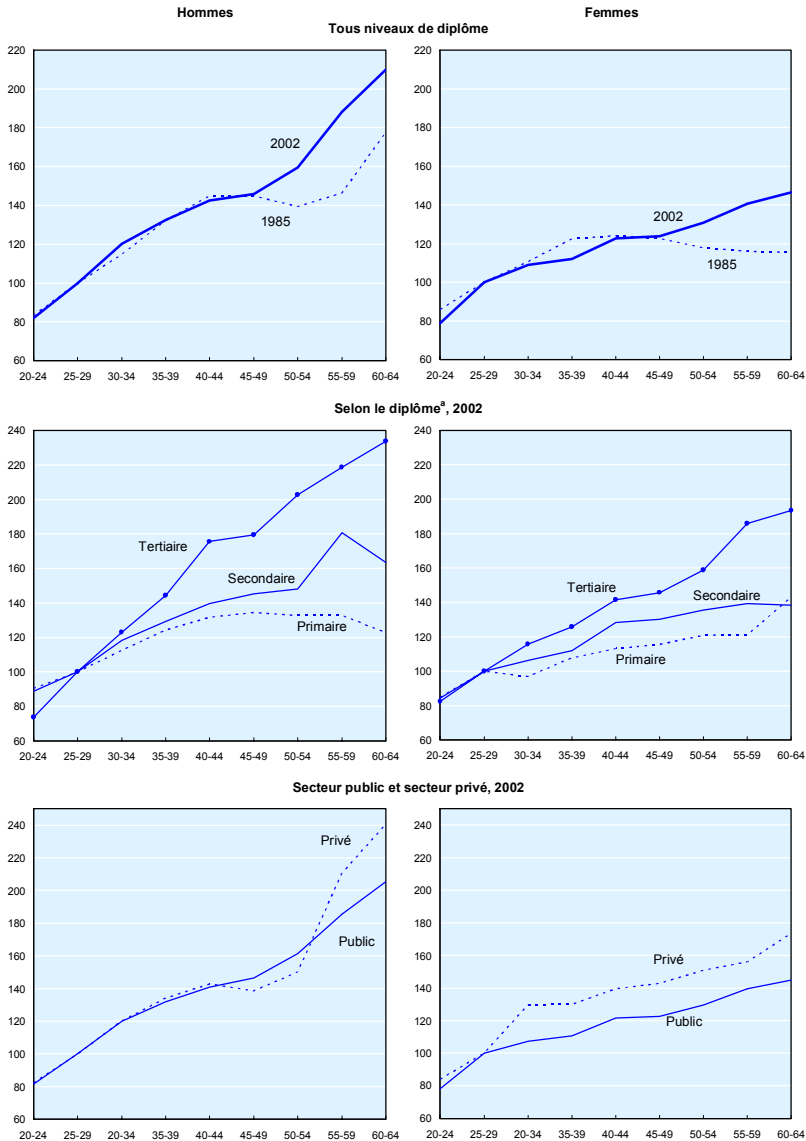 Hommes Femmes
Tous niveaux de diplôme
220 220
200 200
180 180
2002
160 160
2002
140 140
1985
120 120
1985
100 100
80 80
60 60
20-24 25-29 30-34 35-39 40-44 45-49 50-54 55-59 60-64 20-24 25-29 30-34 35-39 40-44 45-49 50-54 55-59 60-64
Selon le diplômeª, 2002
240 240
220 220
200 200
180 180
Tertiaire
160 160
Secondaire Tertiaire Secondaire
140 140
Primaire
120 120
Primaire
100 100
80 80
60 60
20-24 25-29 30-34 35-39 40-44 45-49 50-54 55-59 60-64 20-24 25-29 30-34 35-39 40-44 45-49 50-54 55-59 60-64
Secteur public et secteur privé, 2002
240 240
Privé
220 220
200 200
180 180
Public
160 160
Privé
140 140
120 120
Public
100 100
80 80
60 60
20-24 25-29 30-34 35-39 40-44 45-49 50-54 55-59 60-64 20-24 25-29 30-34 35-39 40-44 45-49 50-54 55-59 60-64